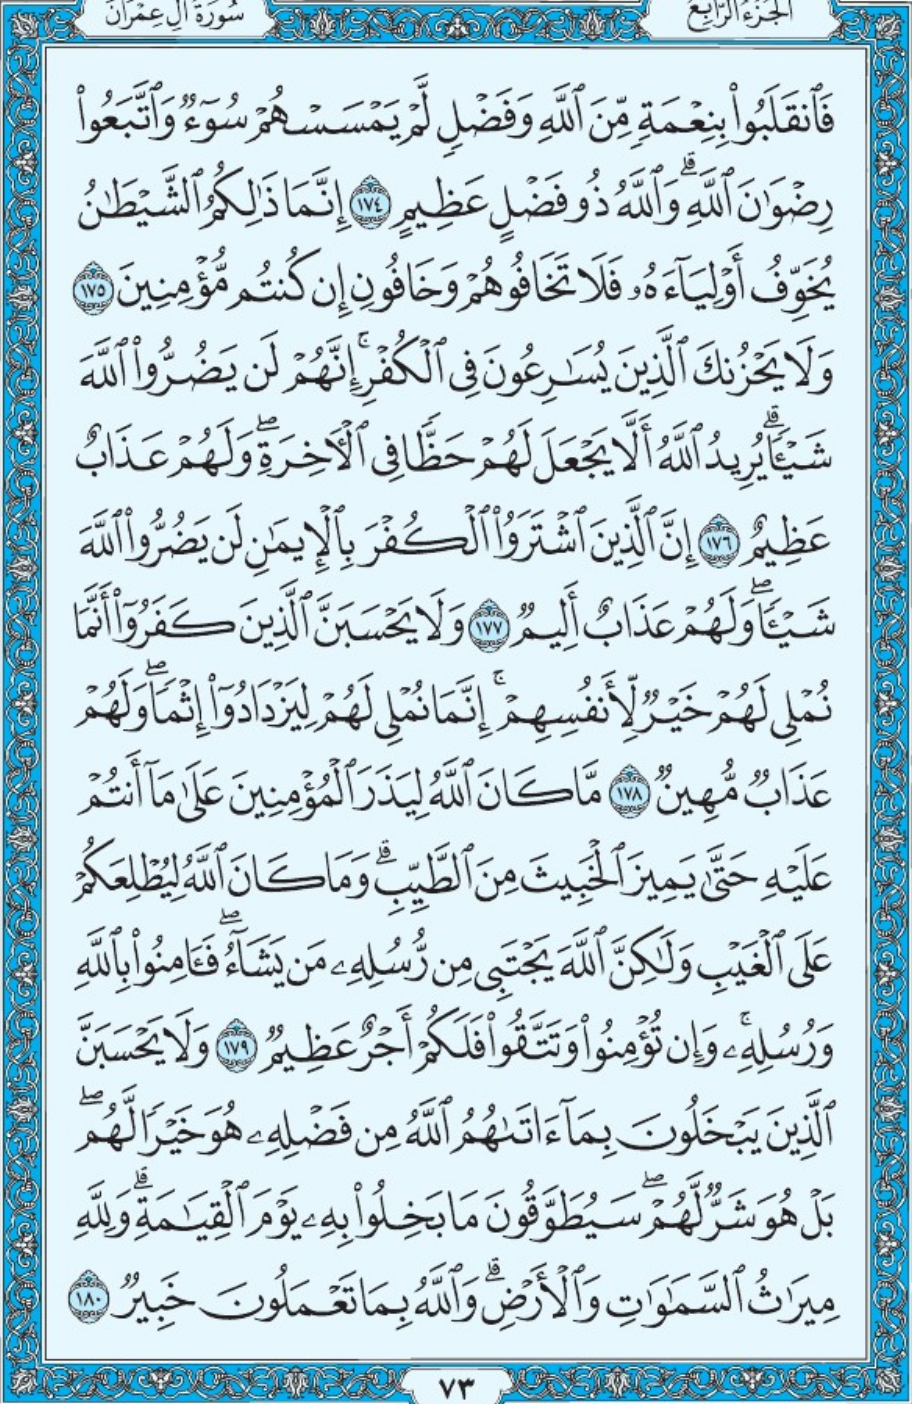 سُورَةُ آلِ عِمْرَانَ
الجُزْءُ الرَّابِعُ
فَٱنقَلَبُوا۟ بِنِعْمَةٍ مِّنَ ٱللَّهِ وَفَضْلٍ لَّمْ يَمْسَسْهُمْ سُوٓءٌ وَٱتَّبَعُوا۟
رِضْوَٰنَ ٱللَّهِ ۗ وَٱللَّهُ ذُو فَضْلٍ عَظِيمٍ ١٧٤ إِنَّمَا ذَٰلِكُمُ ٱلشَّيْطَٰنُ
يُخَوِّفُ أَوْلِيَآءَهُۥ فَلَا تَخَافُوهُمْ وَخَافُونِ إِن كُنتُم مُّؤْمِنِينَ ١٧٥
وَلَا يَحْزُنكَ ٱلَّذِينَ يُسَٰرِعُونَ فِى ٱلْكُفْرِ ۚ إِنَّهُمْ لَن يَضُرُّوا۟ ٱللَّهَ
شَيْـًٔا ۗ يُرِيدُ ٱللَّهُ أَلَّا يَجْعَلَ لَهُمْ حَظًّا فِى ٱلْـَٔاخِرَةِ ۖ وَلَهُمْ عَذَابٌ
عَظِيمٌ ١٧٦ إِنَّ ٱلَّذِينَ ٱشْتَرَوُا۟ ٱلْكُفْرَ بِٱلْإِيمَٰنِ لَن يَضُرُّوا۟ ٱللَّهَ
شَيْـًٔا ۖ وَلَهُمْ عَذَابٌ أَلِيمٌ ١٧٧ وَلَا يَحْسَبَنَّ ٱلَّذِينَ كَفَرُوٓا۟ أَنَّمَا
نُمْلِى لَهُمْ خَيْرٌ لِّأَنفُسِهِمْ ۚ إِنَّمَا نُمْلِى لَهُمْ لِيَزْدَادُوٓا۟ إِثْمًا ۖ وَلَهُمْ
عَذَابٌ مُّهِينٌ ١٧٨ مَّا كَانَ ٱللَّهُ لِيَذَرَ ٱلْمُؤْمِنِينَ عَلَىٰ مَآ أَنتُمْ
عَلَيْهِ حَتَّىٰ يَمِيزَ ٱلْخَبِيثَ مِنَ ٱلطَّيِّبِ ۗ وَمَا كَانَ ٱللَّهُ لِيُطْلِعَكُمْ
عَلَى ٱلْغَيْبِ وَلَٰكِنَّ ٱللَّهَ يَجْتَبِى مِن رُّسُلِهِۦ مَن يَشَآءُ ۖ فَـَٔامِنُوا۟ بِٱللَّهِ
وَرُسُلِهِۦ ۚ وَإِن تُؤْمِنُوا۟ وَتَتَّقُوا۟ فَلَكُمْ أَجْرٌ عَظِيمٌ ١٧٩ وَلَا يَحْسَبَنَّ
ٱلَّذِينَ يَبْخَلُونَ بِمَآ ءَاتَىٰهُمُ ٱللَّهُ مِن فَضْلِهِۦ هُوَ خَيْرًا لَّهُم ۖ
بَلْ هُوَ شَرٌّ لَّهُمْ ۖ سَيُطَوَّقُونَ مَا بَخِلُوا۟ بِهِۦ يَوْمَ ٱلْقِيَٰمَةِ ۗ وَلِلَّهِ
مِيرَٰثُ ٱلسَّمَٰوَٰتِ وَٱلْأَرْضِ ۗ وَٱللَّهُ بِمَا تَعْمَلُونَ خَبِيرٌ ١٨٠
٧٣